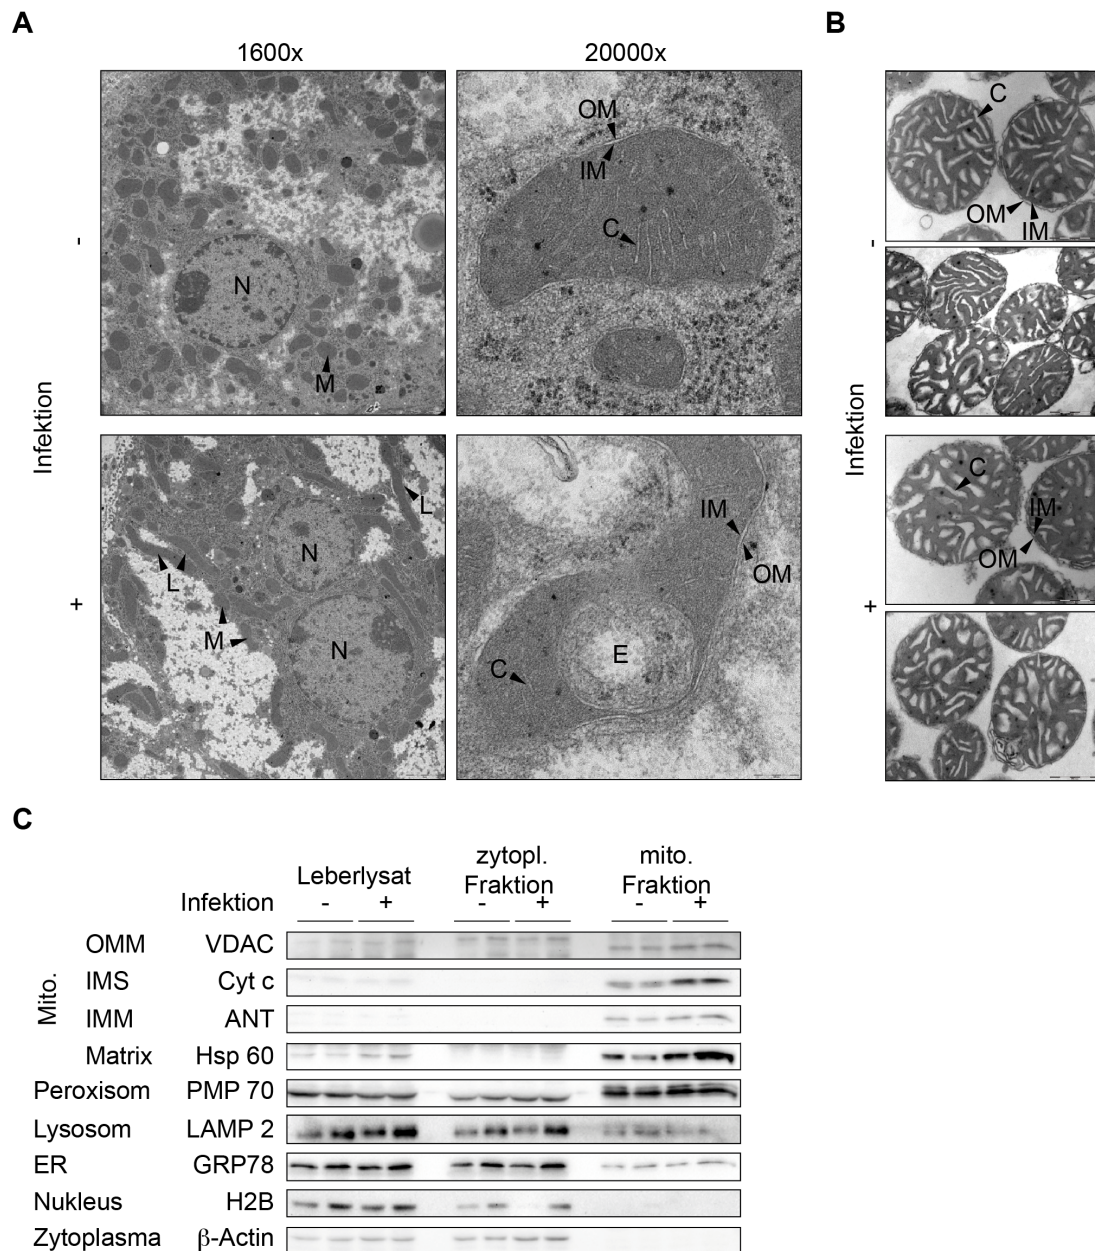 A
B
1600x
20000x
OM
IM
C
N
M
-
C
OM
IM
-
Infektion
Infektion
L
N
L
M
N
+
IM
OM
C
E
C
IM
OM
+
C
Leberlysat
zytopl. Fraktion
mito. Fraktion
Infektion - + - + - +
Mito.
OMM VDAC
IMS Cyt c
IMM ANT
Matrix Hsp 60
Peroxisom PMP 70
Lysosom LAMP 2
ER GRP78
Nukleus H2B
Zytoplasma β-Actin